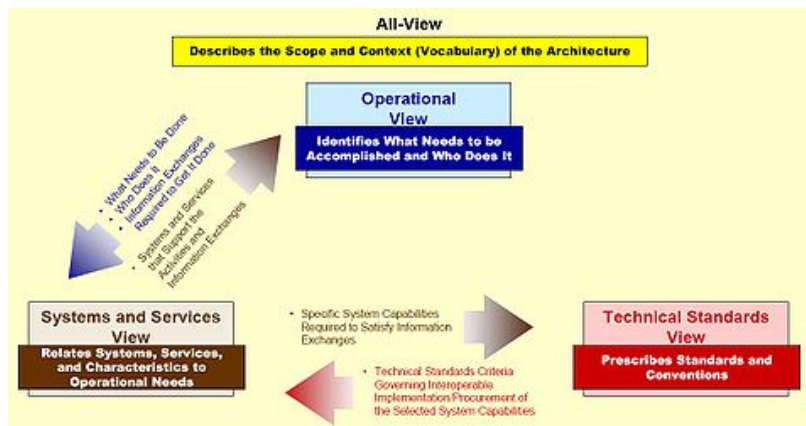 All-View
Describes the Scope and Context (Vocabulary) of the Architecture
Operational
View
Identifies What Needs to be
Accomplished and Who Does It
• What Needs to Be Done
• Who Does It
• Information Exchanges
Required to Get It Done
• Systems and Services
that Support the
Activities and
Information Exchanges
Systems and Services
View
Relates Systems, Services,
and Characteristics to
Operational Needs
• Specific System Capabilities
Required to Satisfy Information
Exchanges
• Technical Standards Criteria
Governing Interoperable
Implementation/Procurement of
the Selected System Capabilities
Technical Standards
View
Prescribes Standards and
Conventions